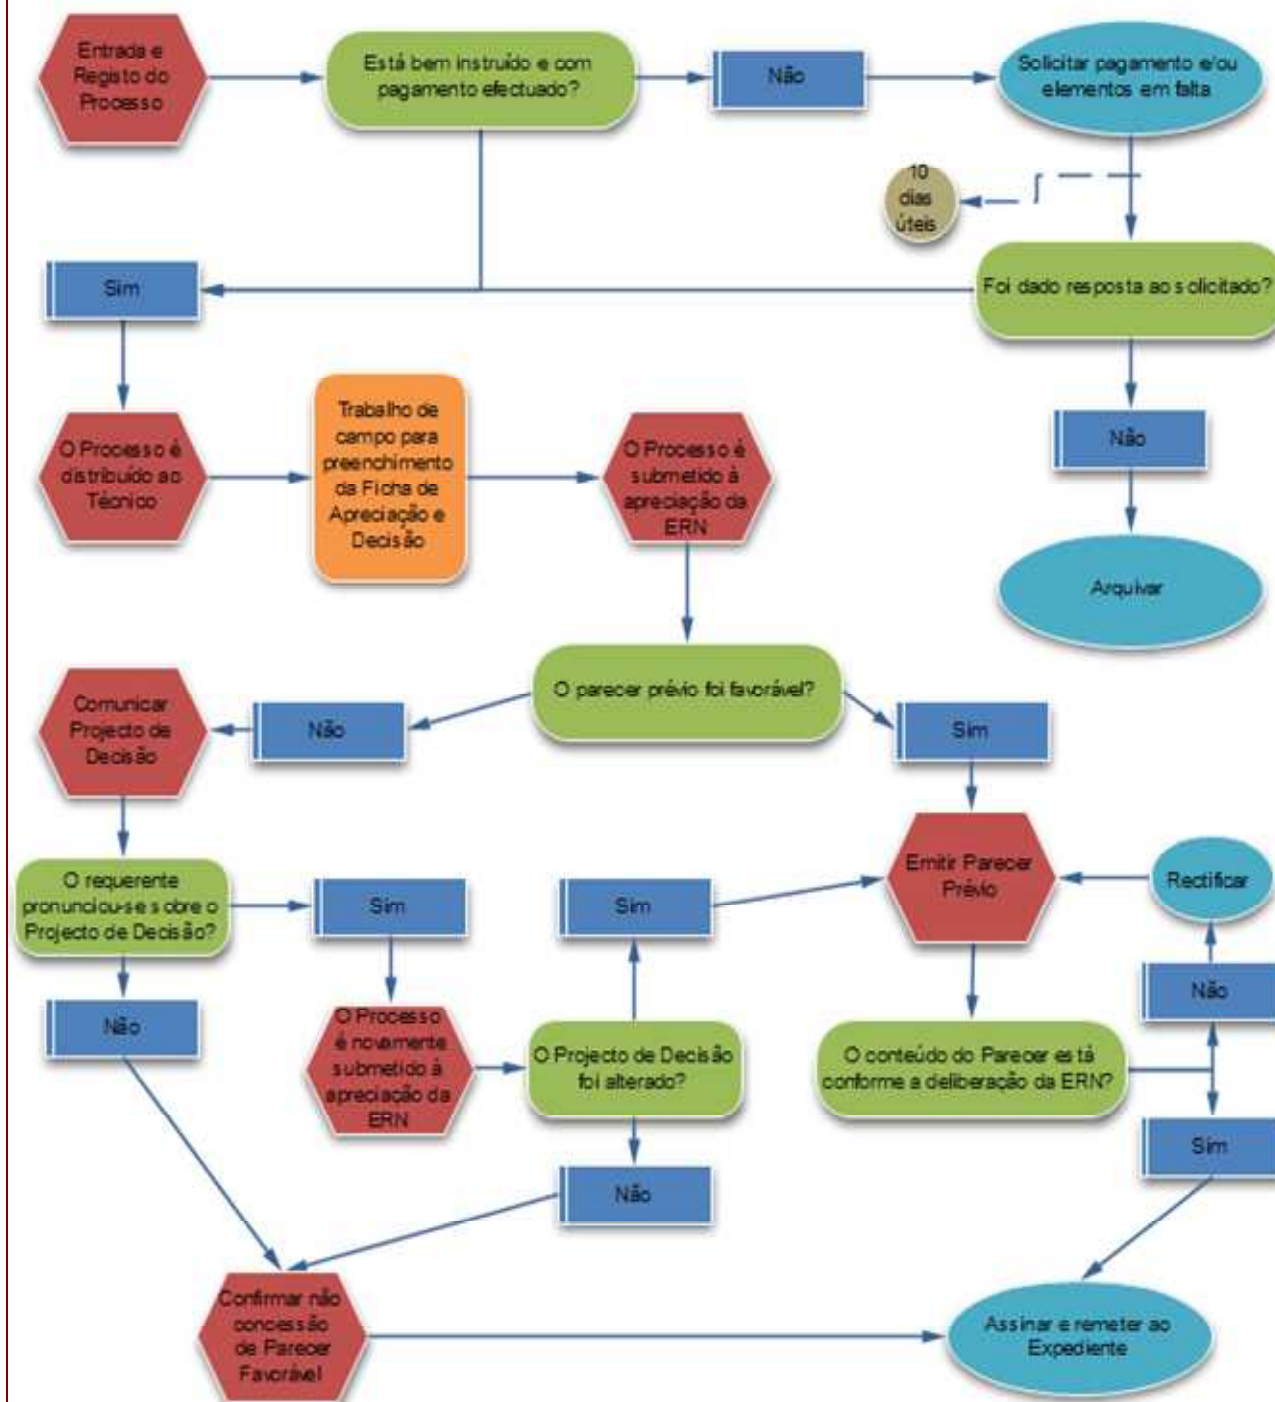 Entrada e
Registo do
Processo
Está bem instruído e com
pagamento efectuado?
Não
Solicitar pagamento e/ou
elementos em falta
10
dias
úteis
Sim
Foi dado resposta ao solicitado?
Não
Arquivar
O Processo é
distribuído ao
Técnico
Trabalho de
campo para
preenchimento
da Ficha de
Apreciação e
Decisão
O Processo é
submetido à
apreciação da
ERN
O parecer prévio foi favorável?
Comunicar
Projecto de
Decisão
Não
Sim
O requerente
pronunciou-se sobre o
Projecto de Decisão?
Sim
Sim
Emitir Parecer
Prévio
Rectificar
Não
Não
O Processo
é novamente
submetido à
apreciação da
ERN
O Projecto de Decisão
foi alterado?
O conteúdo do Parecer está
conforme a deliberação da ERN?
Sim
Não
Confirmar não
concessão
de Parecer
Favorável
Assinar e remeter ao
Expediente